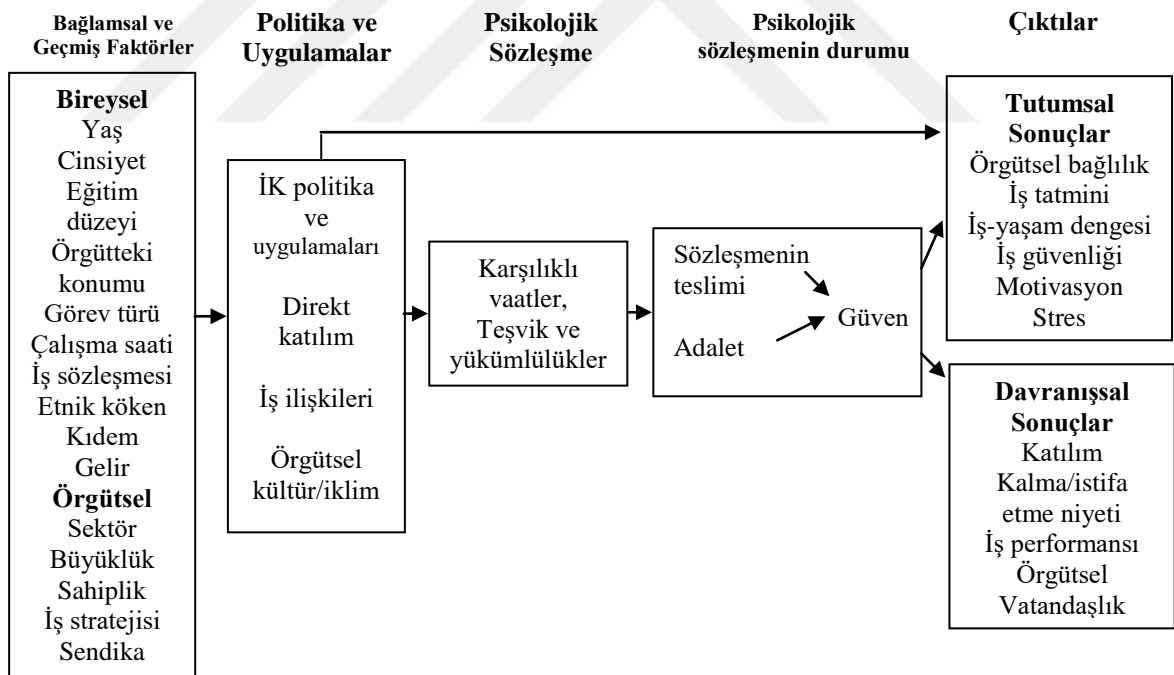 Bağlamsal ve
Geçmiş Faktörler
Politika ve
Uygulamalar
Psikolojik
Sözleşme
Psikolojik
sözleşmenin durumu
Çıktılar
Bireysel
Yaş
Cinsiyet
Eğitim
düzeyi
Örgütteki
konumu
Görev türü
Çalışma saati
İş sözleşmesi
Etnik köken
Kıdem
Gelir
Örgütsel
Sektör
Büyüklük
Sahiplik
İş stratejisi
Sendika
İK politika
ve
uygulamaları
Direkt
katılım
İş ilişkileri
Örgütsel
kültür/iklim
Karşılıklı
vaatler,
Teşvik ve
yükümlülükler
Sözleşmenin
teslimi
Adalet
Güven
Tutumsal
Sonuçlar
Örgütsel bağlılık
İş tatmini
İş-yaşam dengesi
İş güvenliği
Motivasyon
Stres
Davranışsal
Sonuçlar
Katılım
Kalma/istifa
etme niyeti
İş performansı
Örgütsel
Vatandaşlık